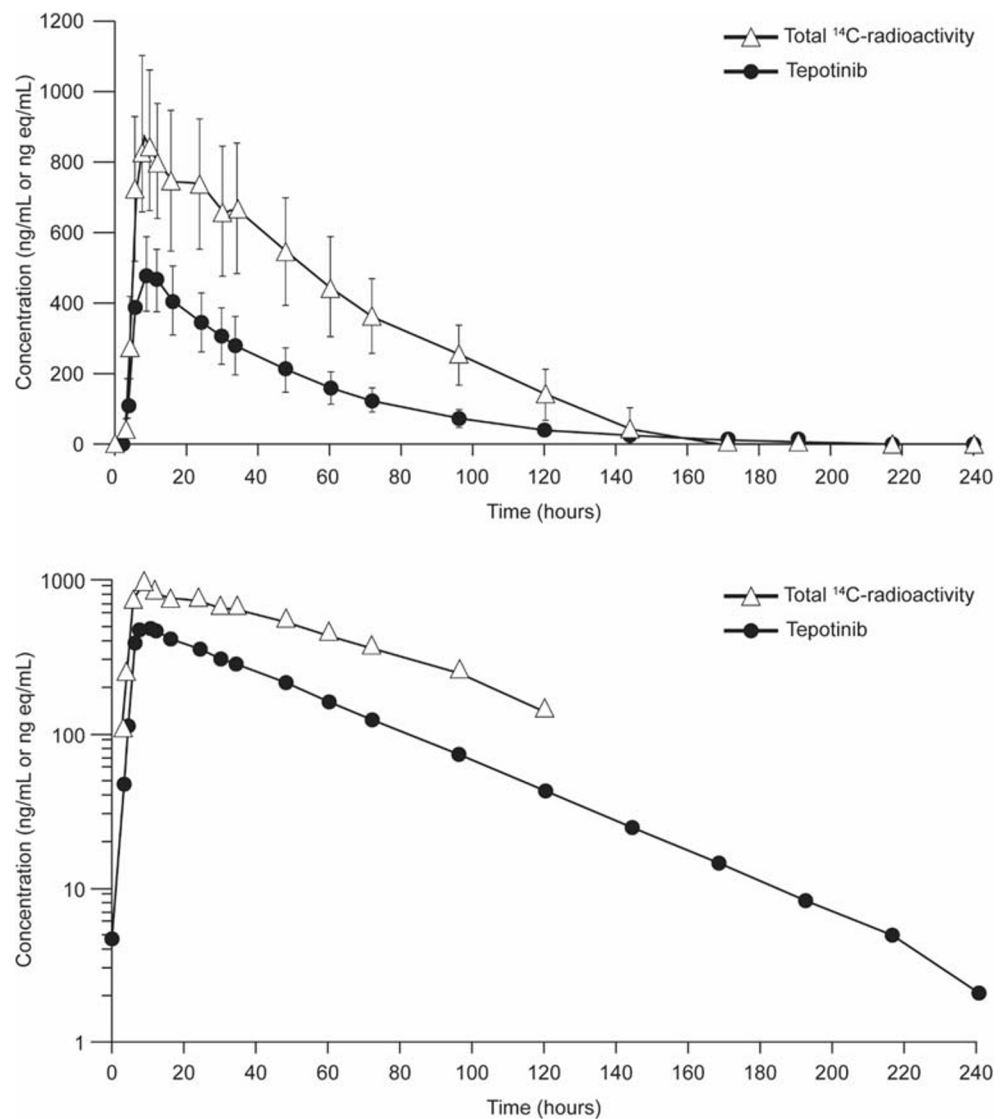 1200
1000
800
600
400
200
0
Concentration (ng/mL or ng eq/mL)
Total ¹⁴C-radioactivity
Tepotinib
0 20 40 60 80 100 120 140 160 180 200 220 240
Time (hours)
1000
100
10
1
Concentration (ng/mL or ng eq/mL)
Total ¹⁴C-radioactivity
Tepotinib
0 20 40 60 80 100 120 140 160 180 200 220 240
Time (hours)